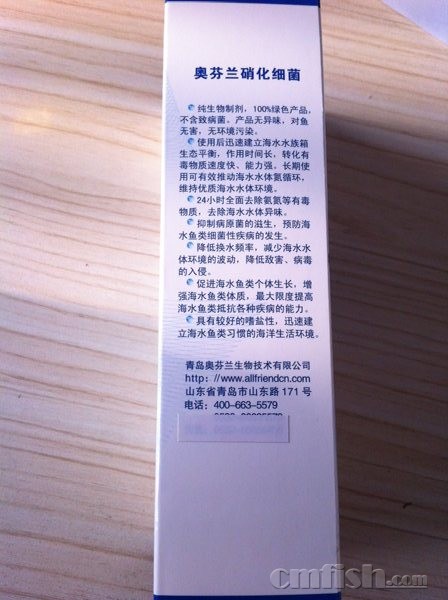 奥芬兰硝化细菌
纯生物制剂，100%绿色产品，
不含致病菌。产品无异味，对鱼
无害，无环境污染。
使用后迅速建立海水水族箱
生态平衡，作用时间长，转化有
毒物质速度快、能力强。长期使
用可有效推动海水水体氮循环，
维持优质海水水体环境。
24小时全面去除氨氮等有毒
物质，去除海水水体异味。
抑制病原菌的滋生，预防海
水鱼类细菌性疾病的发生。
降低换水频率，减少海水水
体环境的波动，降低敌害、病毒
的入侵。
促进海水鱼类个体生长，增
强海水鱼类体质，最大限度提高
海水鱼类抵抗各种疾病的能力。
具有较好的嗜盐性，迅速建
立海水鱼类习惯的海洋生活环境。
青岛奥芬兰生物技术有限公司
http: //www.allfriendcn.com
山东省青岛市山东路 171 号
电话：400-663-5579
cmfish.com